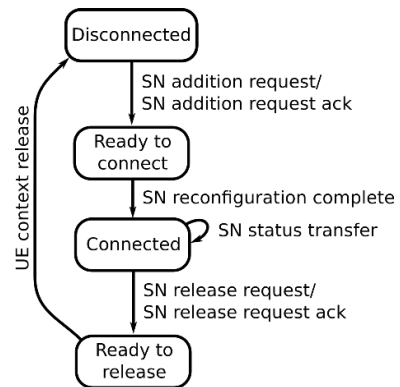 Disconnected
SN addition request/
SN addition request ack
Ready to
connect
SN reconfiguration complete
Connected
SN status transfer
SN release request/
SN release request ack
Ready to
release
UE context release